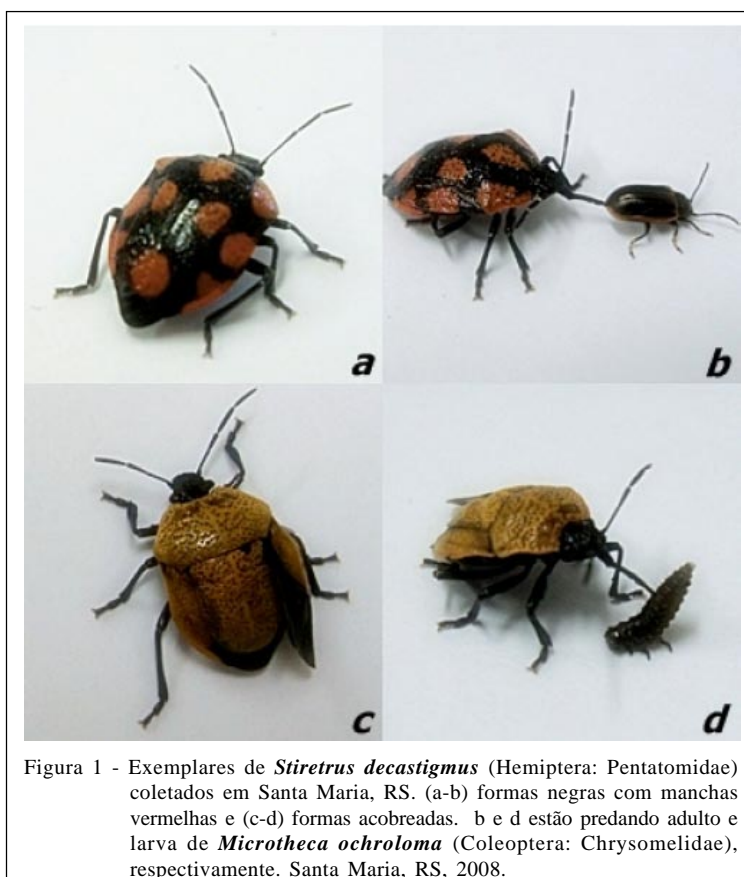 a
b
c
d
Figura 1 - Exemplares de Stiretrus decastigmus (Hemiptera: Pentatomidae)
coletados em Santa Maria, RS. (a-b) formas negras com manchas
vermelhas e (c-d) formas acobreadas. b e d estão predando adulto e
larva de Microtheca ochroloma (Coleoptera: Chrysomelidae),
respectivamente. Santa Maria, RS, 2008.